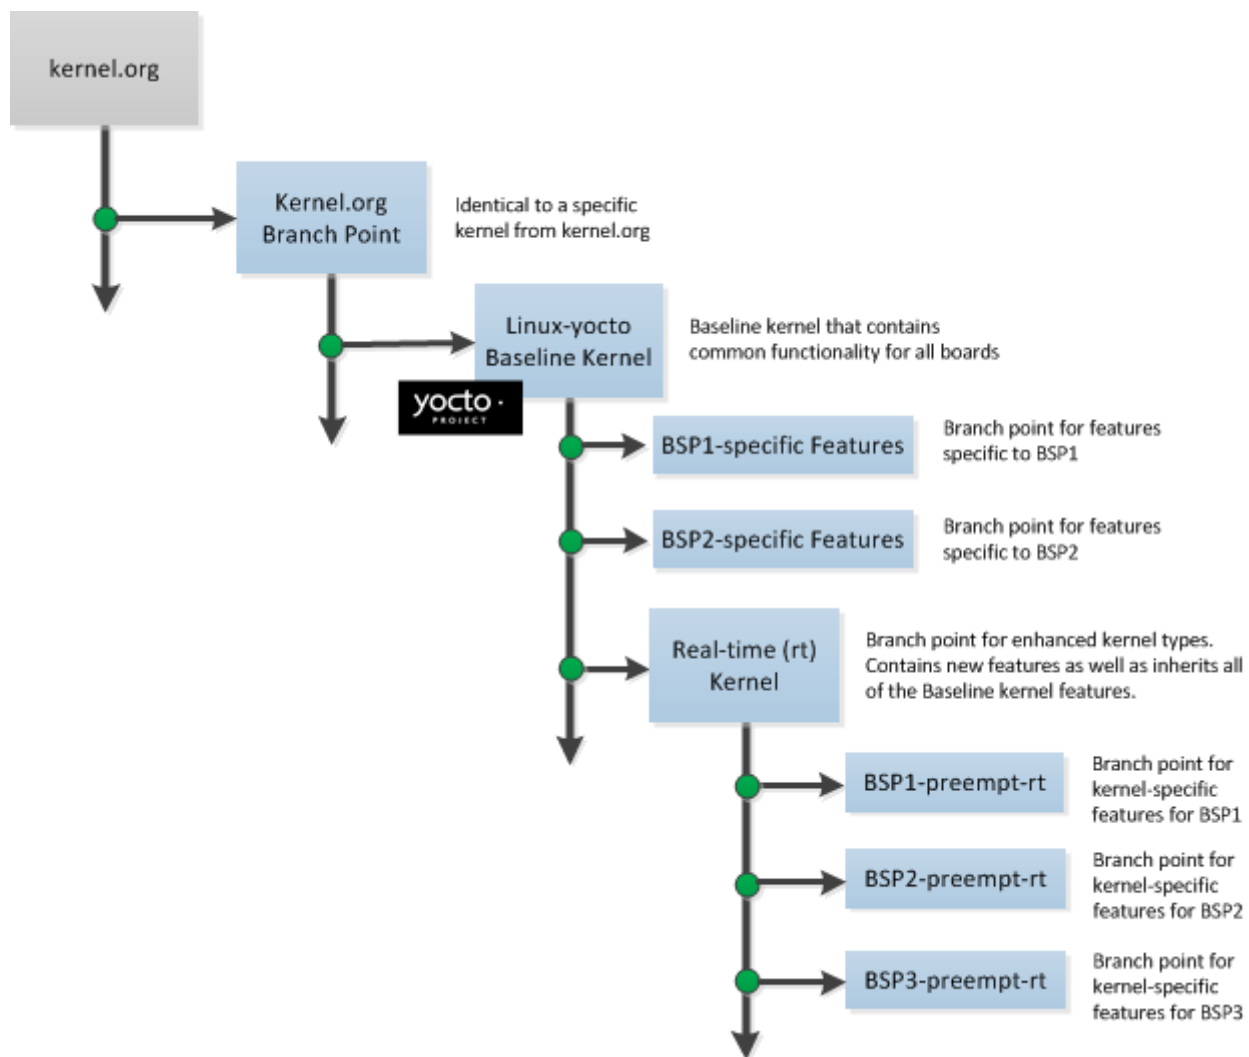 kernel.org
Kernel.org
Branch Point
Identical to a specific
kernel from kernel.org
Linux-yocto
Baseline Kernel
Baseline kernel that contains
common functionality for all boards
yocto ·
PROJECT
BSP1-specific Features
Branch point for features
specific to BSP1
BSP2-specific Features
Branch point for features
specific to BSP2
Real-time (rt)
Kernel
Branch point for enhanced kernel types.
Contains new features as well as inherits all
of the Baseline kernel features.
BSP1-preempt-rt
Branch point for
kernel-specific
features for BSP1
BSP2-preempt-rt
Branch point for
kernel-specific
features for BSP2
BSP3-preempt-rt
Branch point for
kernel-specific
features for BSP3